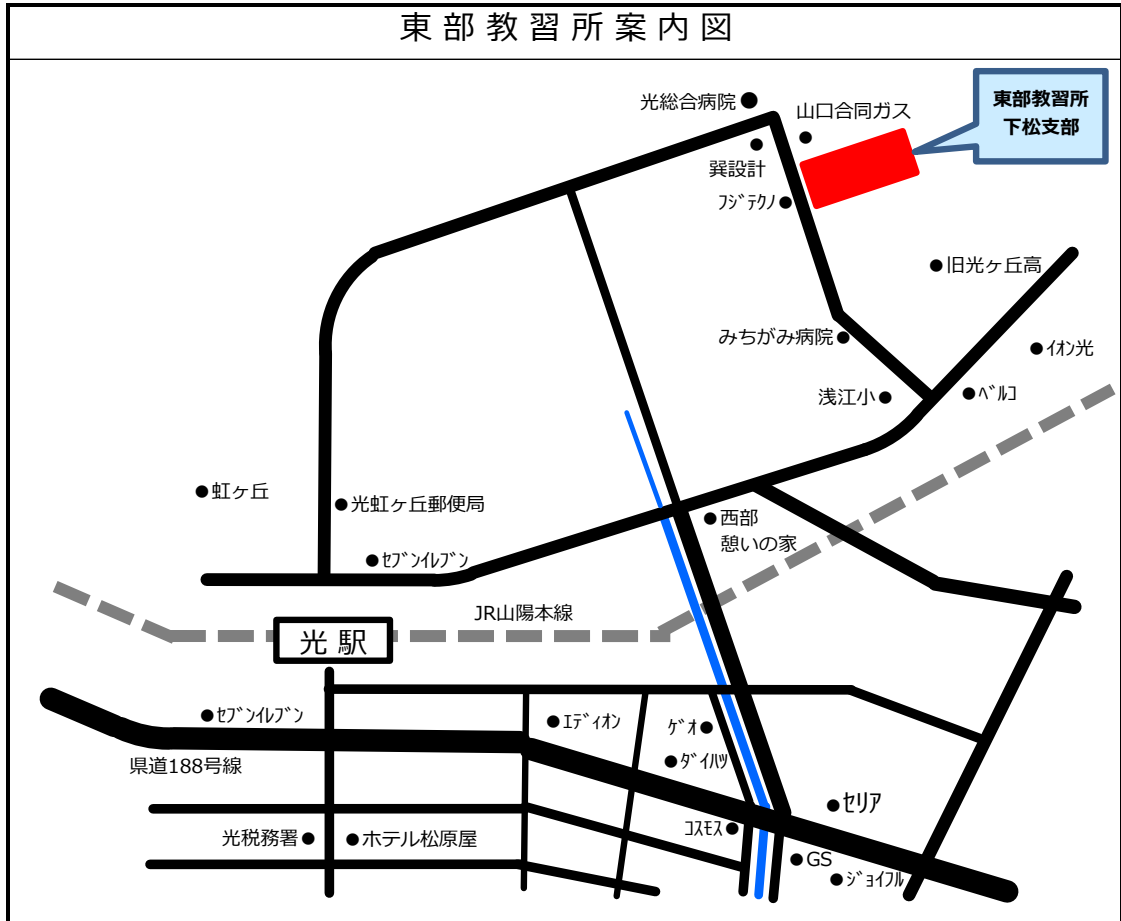 東部教習所案内図
東部教習所
下松支部
光総合病院
山口合同ガス
巽設計
ﾌｼﾞﾃｸﾉ
旧光ヶ丘高
みちがみ病院
ｲｵﾝ光
浅江小
ﾍﾞﾙｺ
虹ヶ丘
光虹ヶ丘郵便局
西部
憩いの家
ｾﾌﾞﾝｲﾚﾌﾞﾝ
JR山陽本線
光駅
ｾﾌﾞﾝｲﾚﾌﾞﾝ
ｴﾃﾞｨｵﾝ
ｹﾞｵ
県道188号線
ﾀﾞｲﾊﾂ
ｾﾘｱ
ｺｽﾓｽ
光税務署
ホテル松原屋
GS
ｼﾞｮｲﾌﾙ